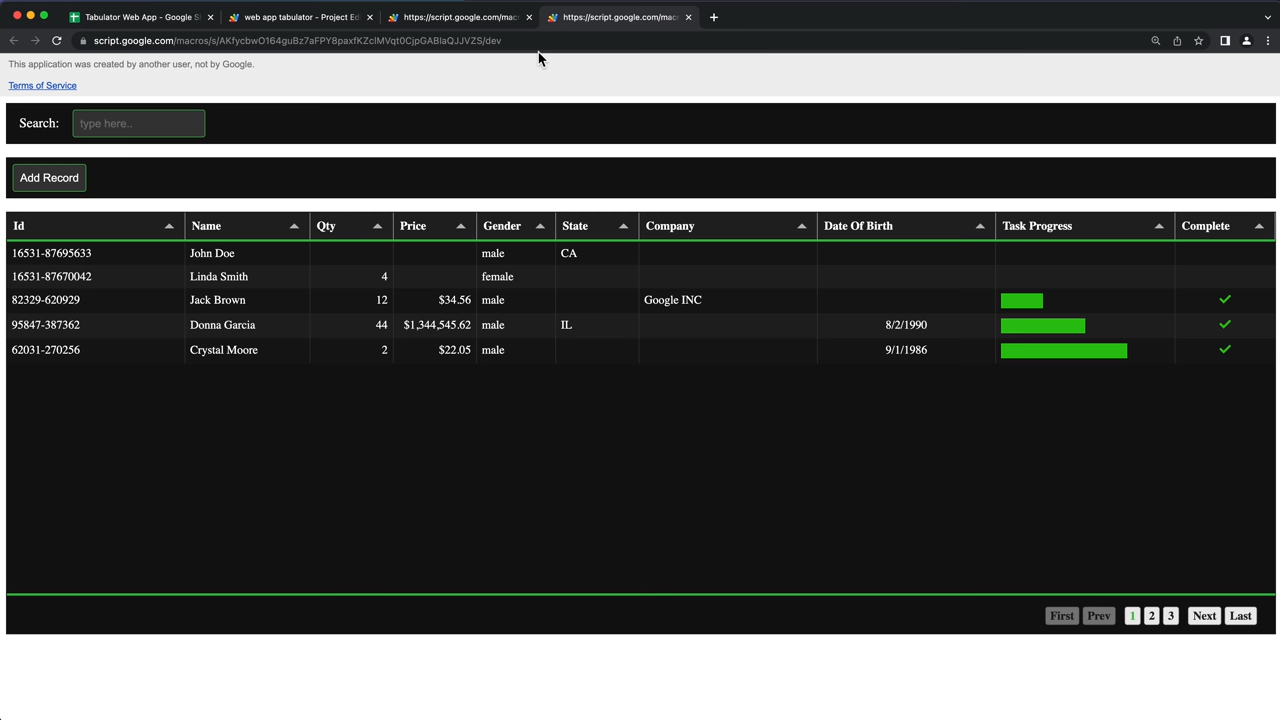 Tabulator Web App - Google S
web app tabulator - Project Edi
https://script.google.com/mac
https://script.google.com/mac
script.google.com/macros/s/AKfycbwO164guBz7aFPY8paxfKZclMVqt0CjpGABlaQJJVZS/dev
This application was created by another user, not by Google.
Terms of Service
Search: type here..
Add Record
Id Name Qty Price Gender State Company Date Of Birth Task Progress Complete
16531-87695633 John Doe male CA
16531-87670042 Linda Smith 4 female
82329-620929 Jack Brown 12 $34.56 male Google INC
95847-387362 Donna Garcia 44 $1,344,545.62 male IL 8/2/1990
62031-270256 Crystal Moore 2 $22.05 male 9/1/1986
First Prev 1 2 3 Next Last